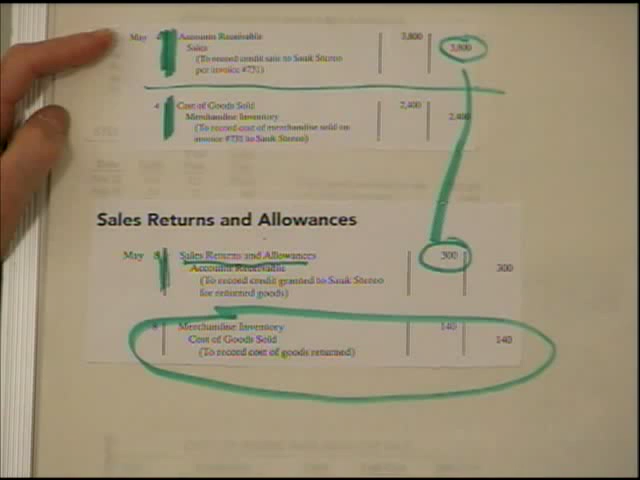 May 4 Accounts Receivable 3,800
Sales 3,800
(To record credit sale to Sauk Stereo
per invoice #731)
4 Cost of Goods Sold 2,400
Merchandise Inventory 2,400
(To record cost of merchandise sold on
invoice #731 to Sauk Stereo)
Sales Returns and Allowances
May 8 Sales Returns and Allowances 300
Accounts Receivable 300
(To record credit granted to Sauk Stereo
for returned goods)
8 Merchandise Inventory 140
Cost of Goods Sold 140
(To record cost of goods returned)